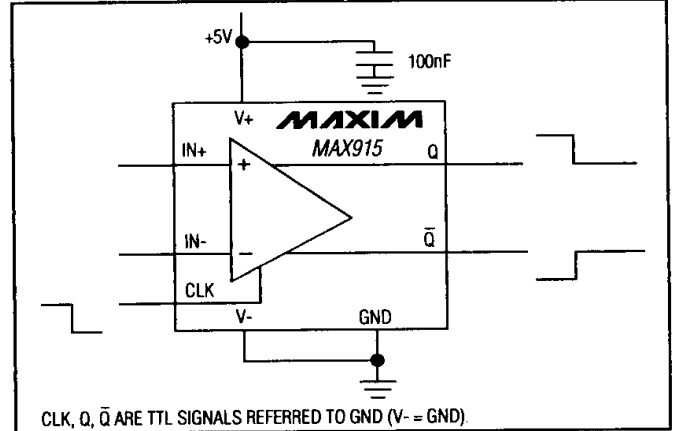 +5V
100nF
V+
MAXIM
MAX915
IN+
+
Q
IN-
−
Q̅
CLK
V-
GND
CLK, Q, Q̅ ARE TTL SIGNALS REFERRED TO GND (V- = GND).